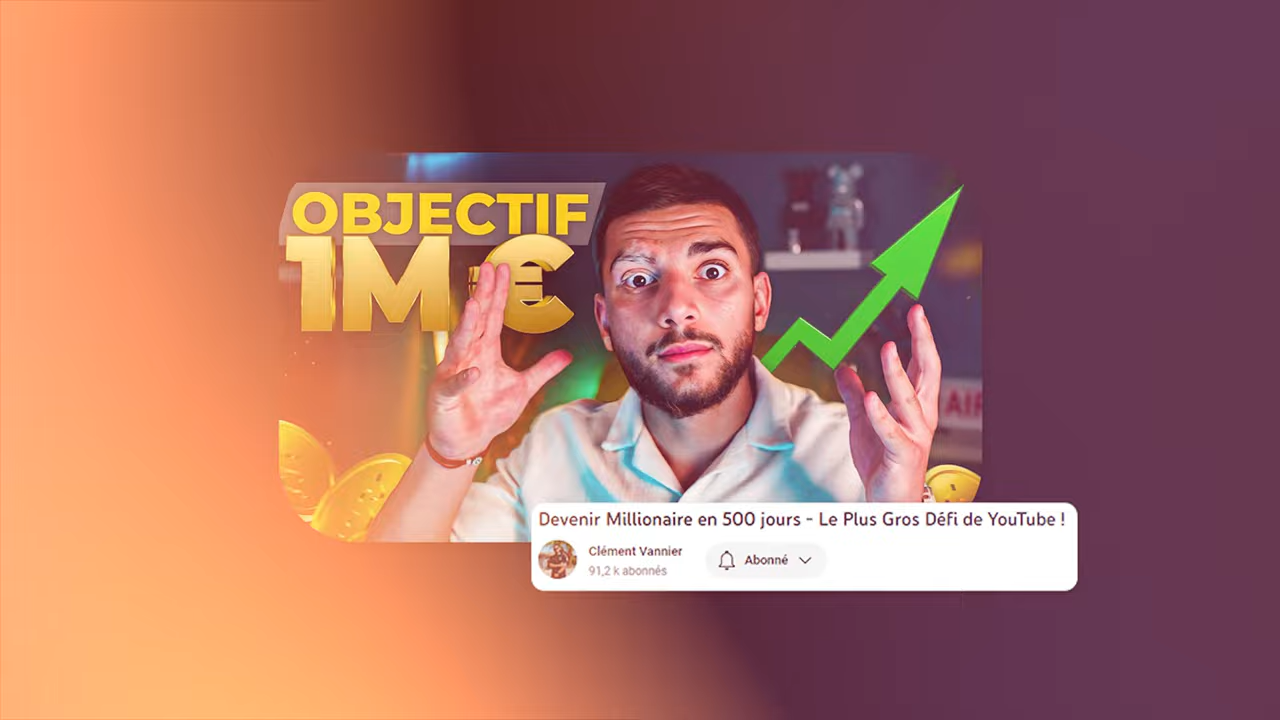 OBJECTIF
1M €
AIR
Devenir Millionaire en 500 jours - Le Plus Gros Défi de YouTube !
Clément Vannier
91,2 k abonnés
Abonné